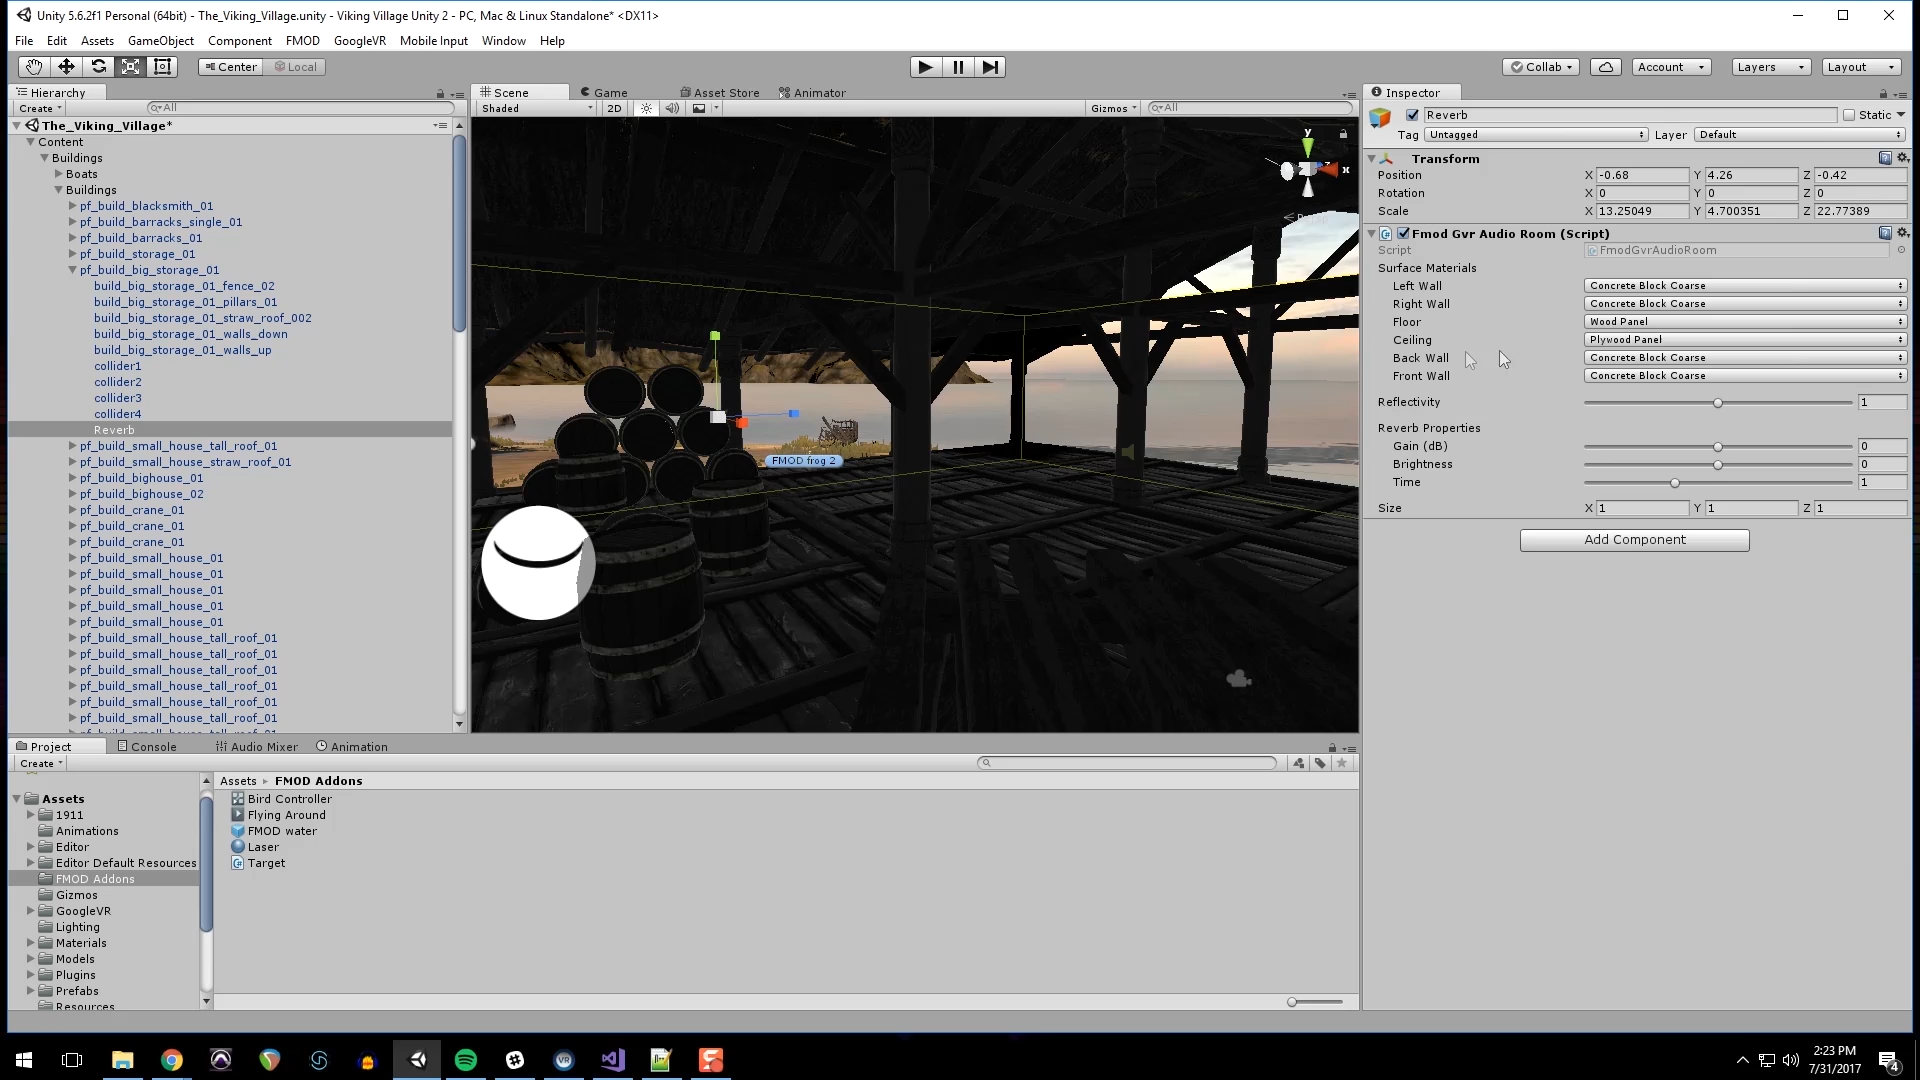 Unity 5.6.2f1 Personal (64bit) - The_Viking_Village.unity - Viking Village Unity 2 - PC, Mac & Linux Standalone* <DX11>
File Edit Assets GameObject Component FMOD GoogleVR Mobile Input Window Help
Center Local Collab Account Layers Layout
Hierarchy
Create All
The_Viking_Village*
Content
Buildings
Boats
Buildings
pf_build_blacksmith_01
pf_build_barracks_single_01
pf_build_barracks_01
pf_build_storage_01
pf_build_big_storage_01
build_big_storage_01_fence_02
build_big_storage_01_pillars_01
build_big_storage_01_straw_roof_002
build_big_storage_01_walls_down
build_big_storage_01_walls_up
collider1
collider2
collider3
collider4
Reverb
pf_build_small_house_tall_roof_01
pf_build_small_house_straw_roof_01
pf_build_bighouse_01
pf_build_bighouse_02
pf_build_crane_01
pf_build_crane_01
pf_build_crane_01
pf_build_small_house_01
pf_build_small_house_01
pf_build_small_house_01
pf_build_small_house_01
pf_build_small_house_01
pf_build_small_house_tall_roof_01
pf_build_small_house_tall_roof_01
pf_build_small_house_tall_roof_01
pf_build_small_house_tall_roof_01
pf_build_small_house_tall_roof_01
pf_build_small_house_tall_roof_01
Scene Game Asset Store Animator
Shaded 2D Gizmos All
y
x
FMOD frog 2
Inspector
Reverb Static
Tag Untagged Layer Default
Transform
Position X -0.68 Y 4.26 Z -0.42
Rotation X 0 Y 0 Z 0
Scale X 13.25049 Y 4.700351 Z 22.77389
Fmod Gvr Audio Room (Script)
Script FmodGvrAudioRoom
Surface Materials
Left Wall Concrete Block Coarse
Right Wall Concrete Block Coarse
Floor Wood Panel
Ceiling Plywood Panel
Back Wall Concrete Block Coarse
Front Wall Concrete Block Coarse
Reflectivity 1
Reverb Properties
Gain (dB) 0
Brightness 0
Time 1
Size X 1 Y 1 Z 1
Add Component
Project Console Audio Mixer Animation
Create
Assets
1911
Animations
Editor
Editor Default Resources
FMOD Addons
Gizmos
GoogleVR
Lighting
Materials
Models
Plugins
Prefabs
Resources
Assets FMOD Addons
Bird Controller
Flying Around
FMOD water
Laser
Target
2:23 PM
7/31/2017
4